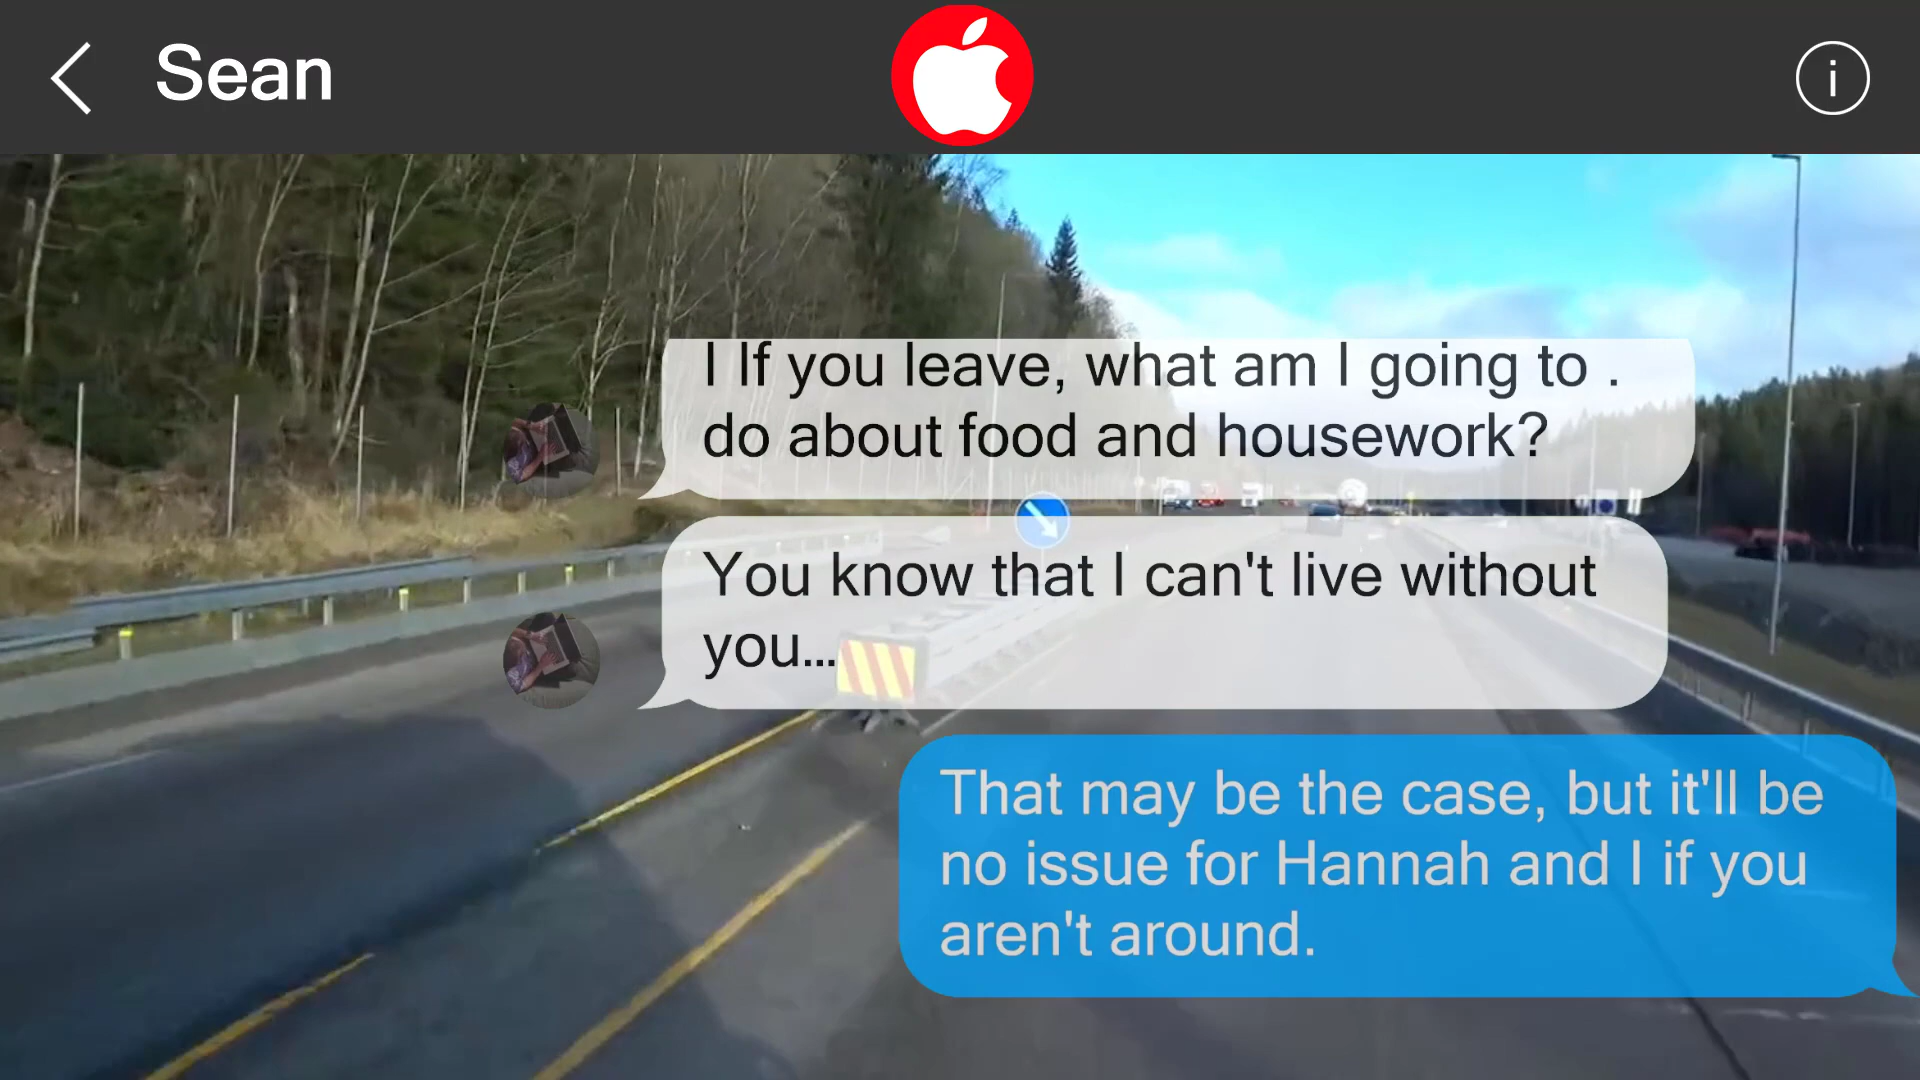 Sean
I If you leave, what am I going to .
do about food and housework?
You know that I can't live without
you...
That may be the case, but it'll be
no issue for Hannah and I if you
aren't around.